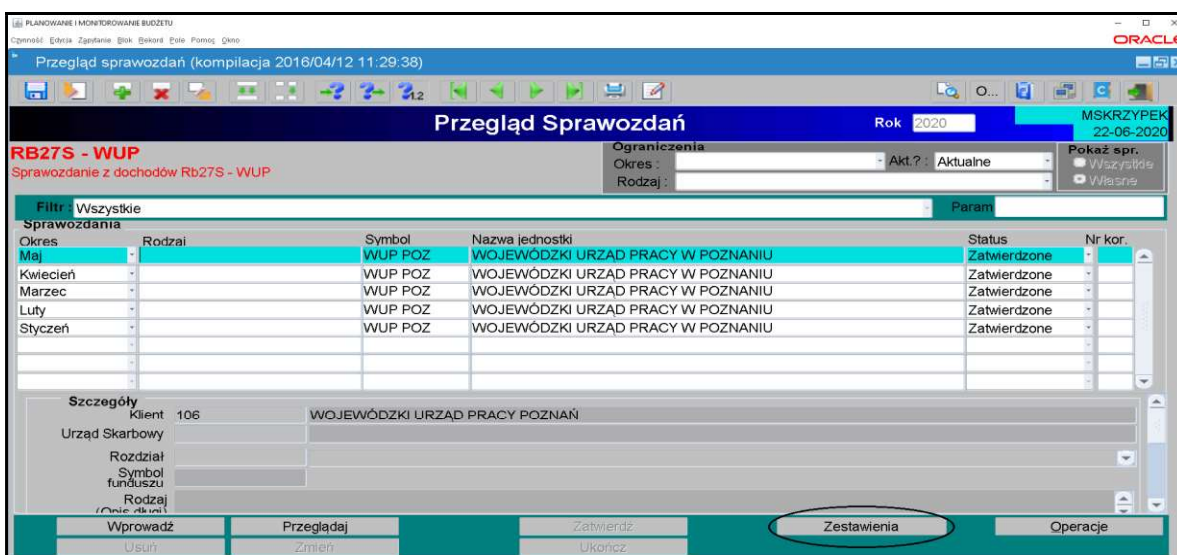 PLANOWANIE I MONITOROWANIE BUDŻETU
Czynność Edycja Zapytanie Blok Rekord Pole Pomoc Okno
ORACLE
Przegląd sprawozdań (kompilacja 2016/04/12 11:29:38)
O...
Przegląd Sprawozdań Rok 2020 MSKRZYPEK
22-06-2020
RB27S - WUP
Sprawozdanie z dochodów Rb27S - WUP
Ograniczenia
Okres : Akt.? : Aktualne
Rodzaj :
Pokaż spr.
Wszystkie
Własne
Filtr : Wszystkie Param
Sprawozdania
Okres Rodzaj Symbol Nazwa jednostki Status Nr kor.
Maj WUP POZ WOJEWÓDZKI URZĄD PRACY W POZNANIU Zatwierdzone
Kwiecień WUP POZ WOJEWÓDZKI URZĄD PRACY W POZNANIU Zatwierdzone
Marzec WUP POZ WOJEWÓDZKI URZĄD PRACY W POZNANIU Zatwierdzone
Luty WUP POZ WOJEWÓDZKI URZĄD PRACY W POZNANIU Zatwierdzone
Styczeń WUP POZ WOJEWÓDZKI URZĄD PRACY W POZNANIU Zatwierdzone
Szczegóły
Klient 106 WOJEWÓDZKI URZĄD PRACY POZNAŃ
Urząd Skarbowy
Rozdział
Symbol
funduszu
Rodzaj
(Opis długi)
Wprowadź Przeglądaj Zatwierdź Zestawienia Operacje
Usuń Zmień Ukończ